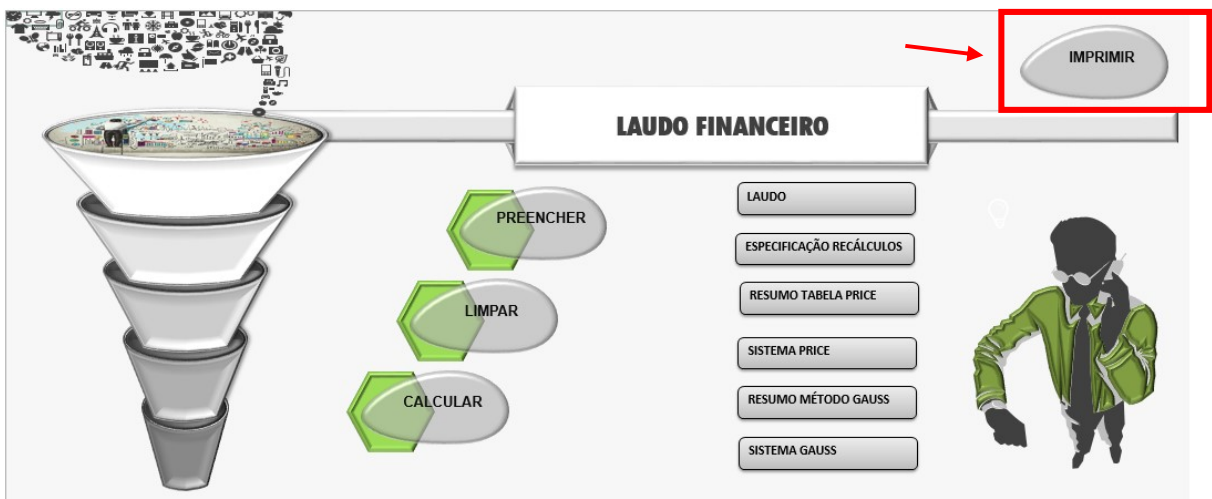 IMPRIMIR
LAUDO FINANCEIRO
PREENCHER
LIMPAR
CALCULAR
LAUDO
ESPECIFICAÇÃO RECÁLCULOS
RESUMO TABELA PRICE
SISTEMA PRICE
RESUMO MÉTODO GAUSS
SISTEMA GAUSS